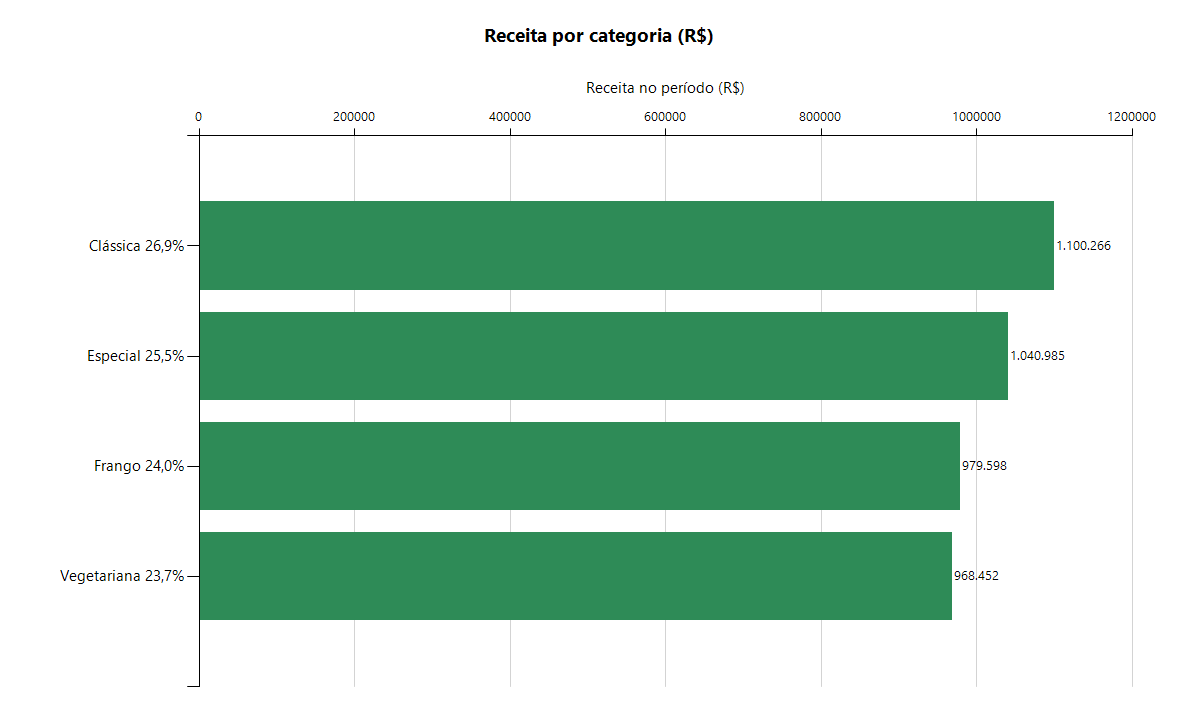 Receita por categoria (R$)
Receita no período (R$)
0 200000 400000 600000 800000 1000000 1200000
Clássica 26,9% 1.100.266
Especial 25,5% 1.040.985
Frango 24,0% 979.598
Vegetariana 23,7% 968.452